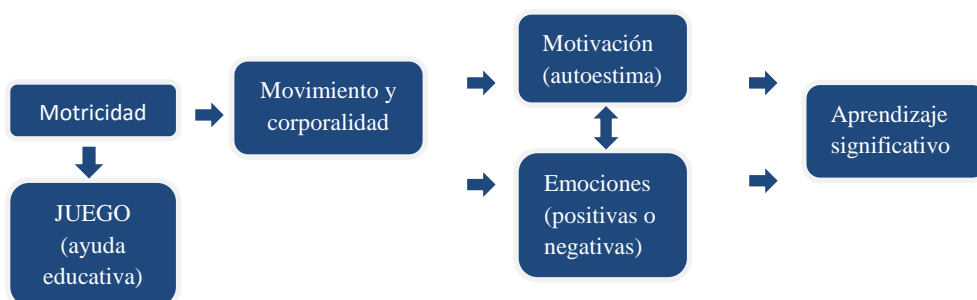 Motricidad
JUEGO
(ayuda
educativa)
Movimiento y
corporalidad
Motivación
(autoestima)
Emociones
(positivas o
negativas)
Aprendizaje
significativo